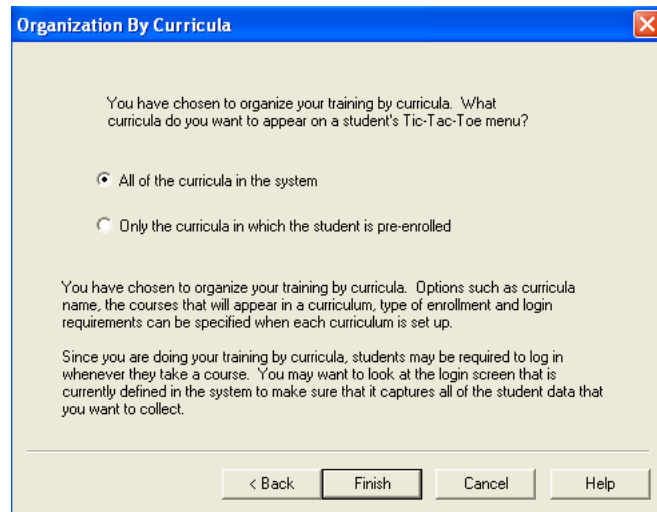 Organization By Curricula
You have chosen to organize your training by curricula. What
curricula do you want to appear on a student's Tic-Tac-Toe menu?
All of the curricula in the system
Only the curricula in which the student is pre-enrolled
You have chosen to organize your training by curricula. Options such as curricula
name, the courses that will appear in a curriculum, type of enrollment and login
requirements can be specified when each curriculum is set up.
Since you are doing your training by curricula, students may be required to log in
whenever they take a course. You may want to look at the login screen that is
currently defined in the system to make sure that it captures all of the student data that
you want to collect.
< Back Finish Cancel Help